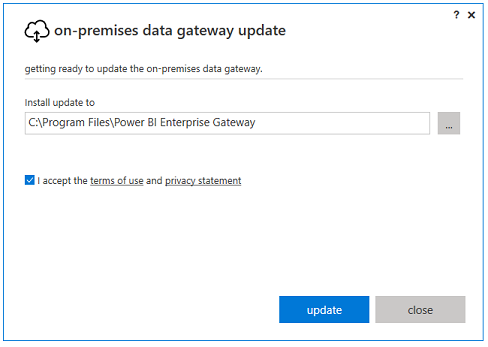 ? ✕
on-premises data gateway update
getting ready to update the on-premises data gateway.
Install update to
C:\Program Files\Power BI Enterprise Gateway
...
I accept the terms of use and privacy statement
update close